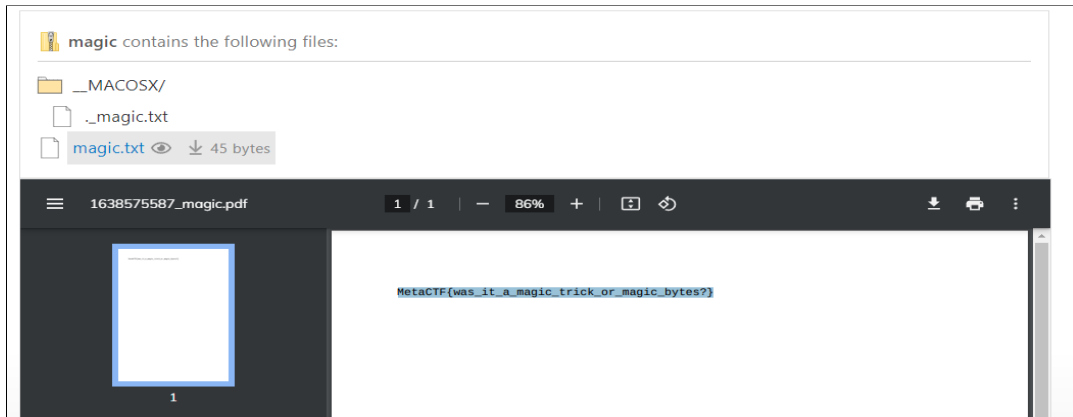 magic contains the following files:
__MACOSX/
._magic.txt
magic.txt 45 bytes
1638575587_magic.pdf 1 / 1 | − 86% + |
MetaCTF{was_it_a_magic_trick_or_magic_bytes?}
1